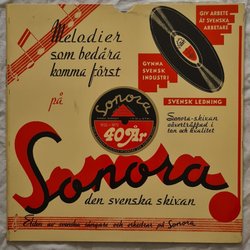 Melodier
som bedåra
komma först
på
GIV ARBETE
ÅT SVENSKA
ARBETARE
GYNNA
SVENSK
INDUSTRI
SVENSK LEDNING
Sonora-skivan
oöverträffad i
ton och kvalitet
Sonora
40 ÅR
Sonora
den svenska skivan
Eliten av svenska sångare och orkestrar på Sonora